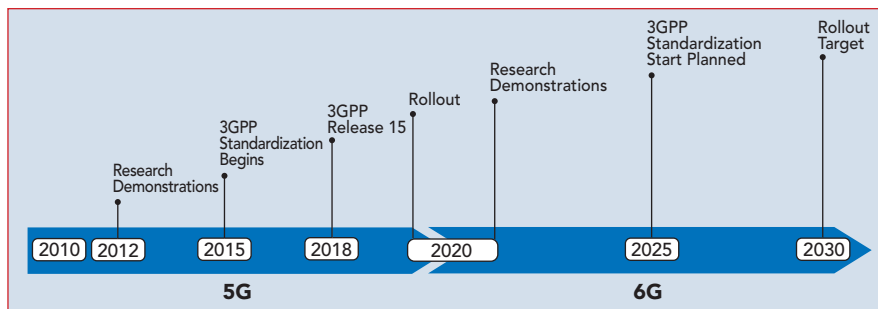 Research
Demonstrations
3GPP
Standardization
Begins
3GPP
Release 15
Rollout
Research
Demonstrations
3GPP
Standardization
Start Planned
Rollout
Target
2010
2012
2015
2018
2020
2025
2030
5G
6G